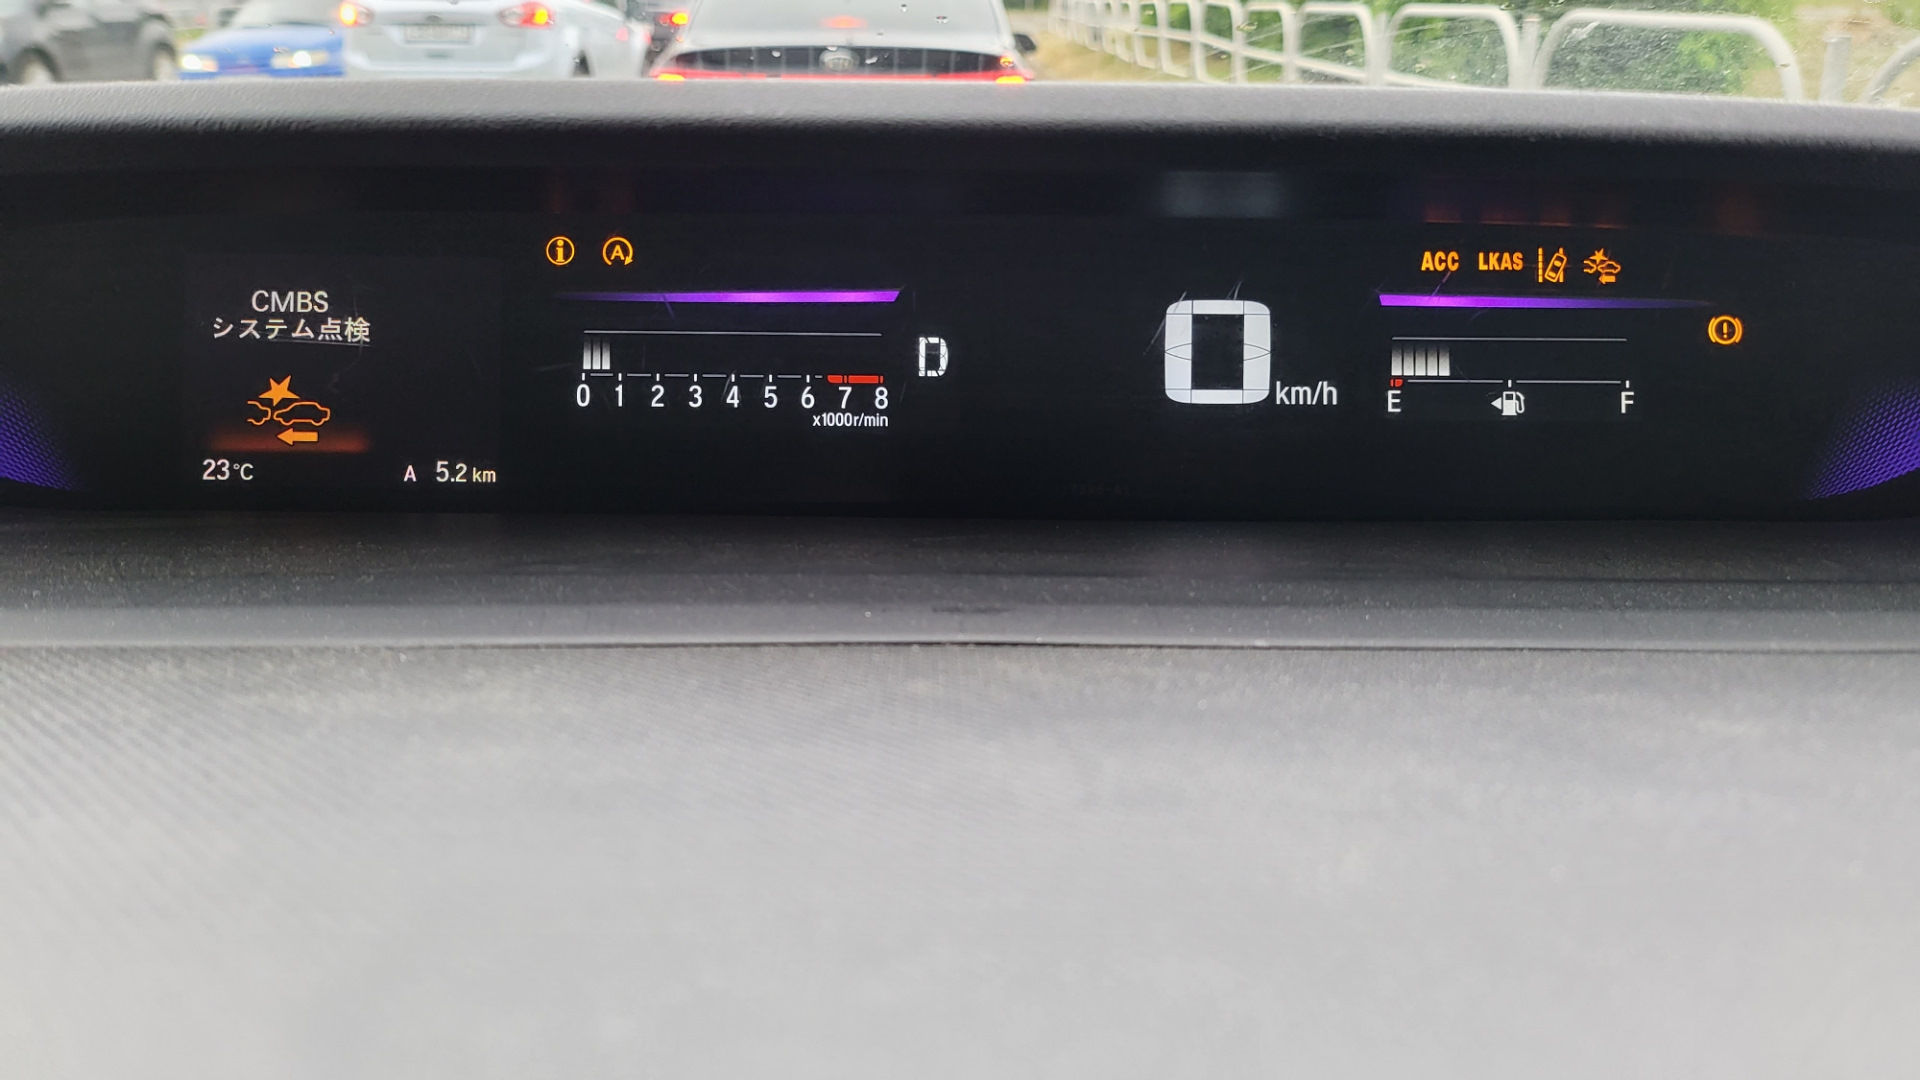 CMBS
システム点検
23°C
A 5.2 km
A
0 1 2 3 4 5 6 7 8
x1000r/min
D
0 km/h
ACC LKAS
E F